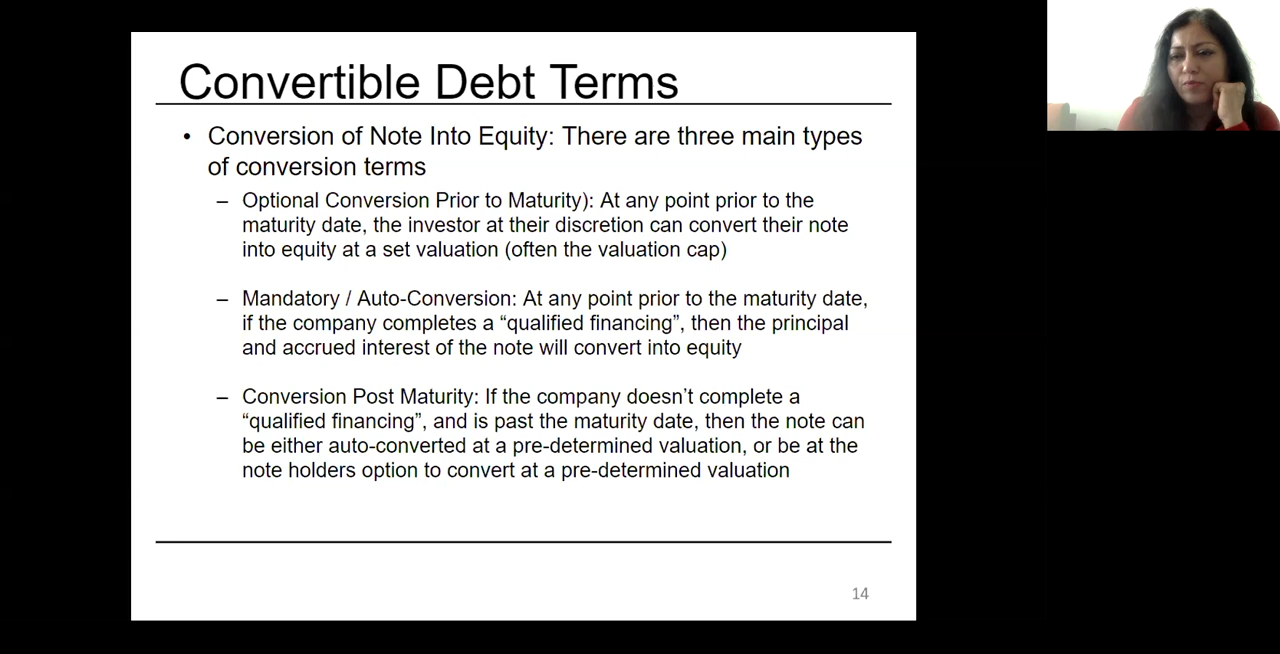 Convertible Debt Terms
• Conversion of Note Into Equity: There are three main types
of conversion terms
– Optional Conversion Prior to Maturity): At any point prior to the
maturity date, the investor at their discretion can convert their note
into equity at a set valuation (often the valuation cap)
– Mandatory / Auto-Conversion: At any point prior to the maturity date,
if the company completes a “qualified financing”, then the principal
and accrued interest of the note will convert into equity
– Conversion Post Maturity: If the company doesn’t complete a
“qualified financing”, and is past the maturity date, then the note can
be either auto-converted at a pre-determined valuation, or be at the
note holders option to convert at a pre-determined valuation
14